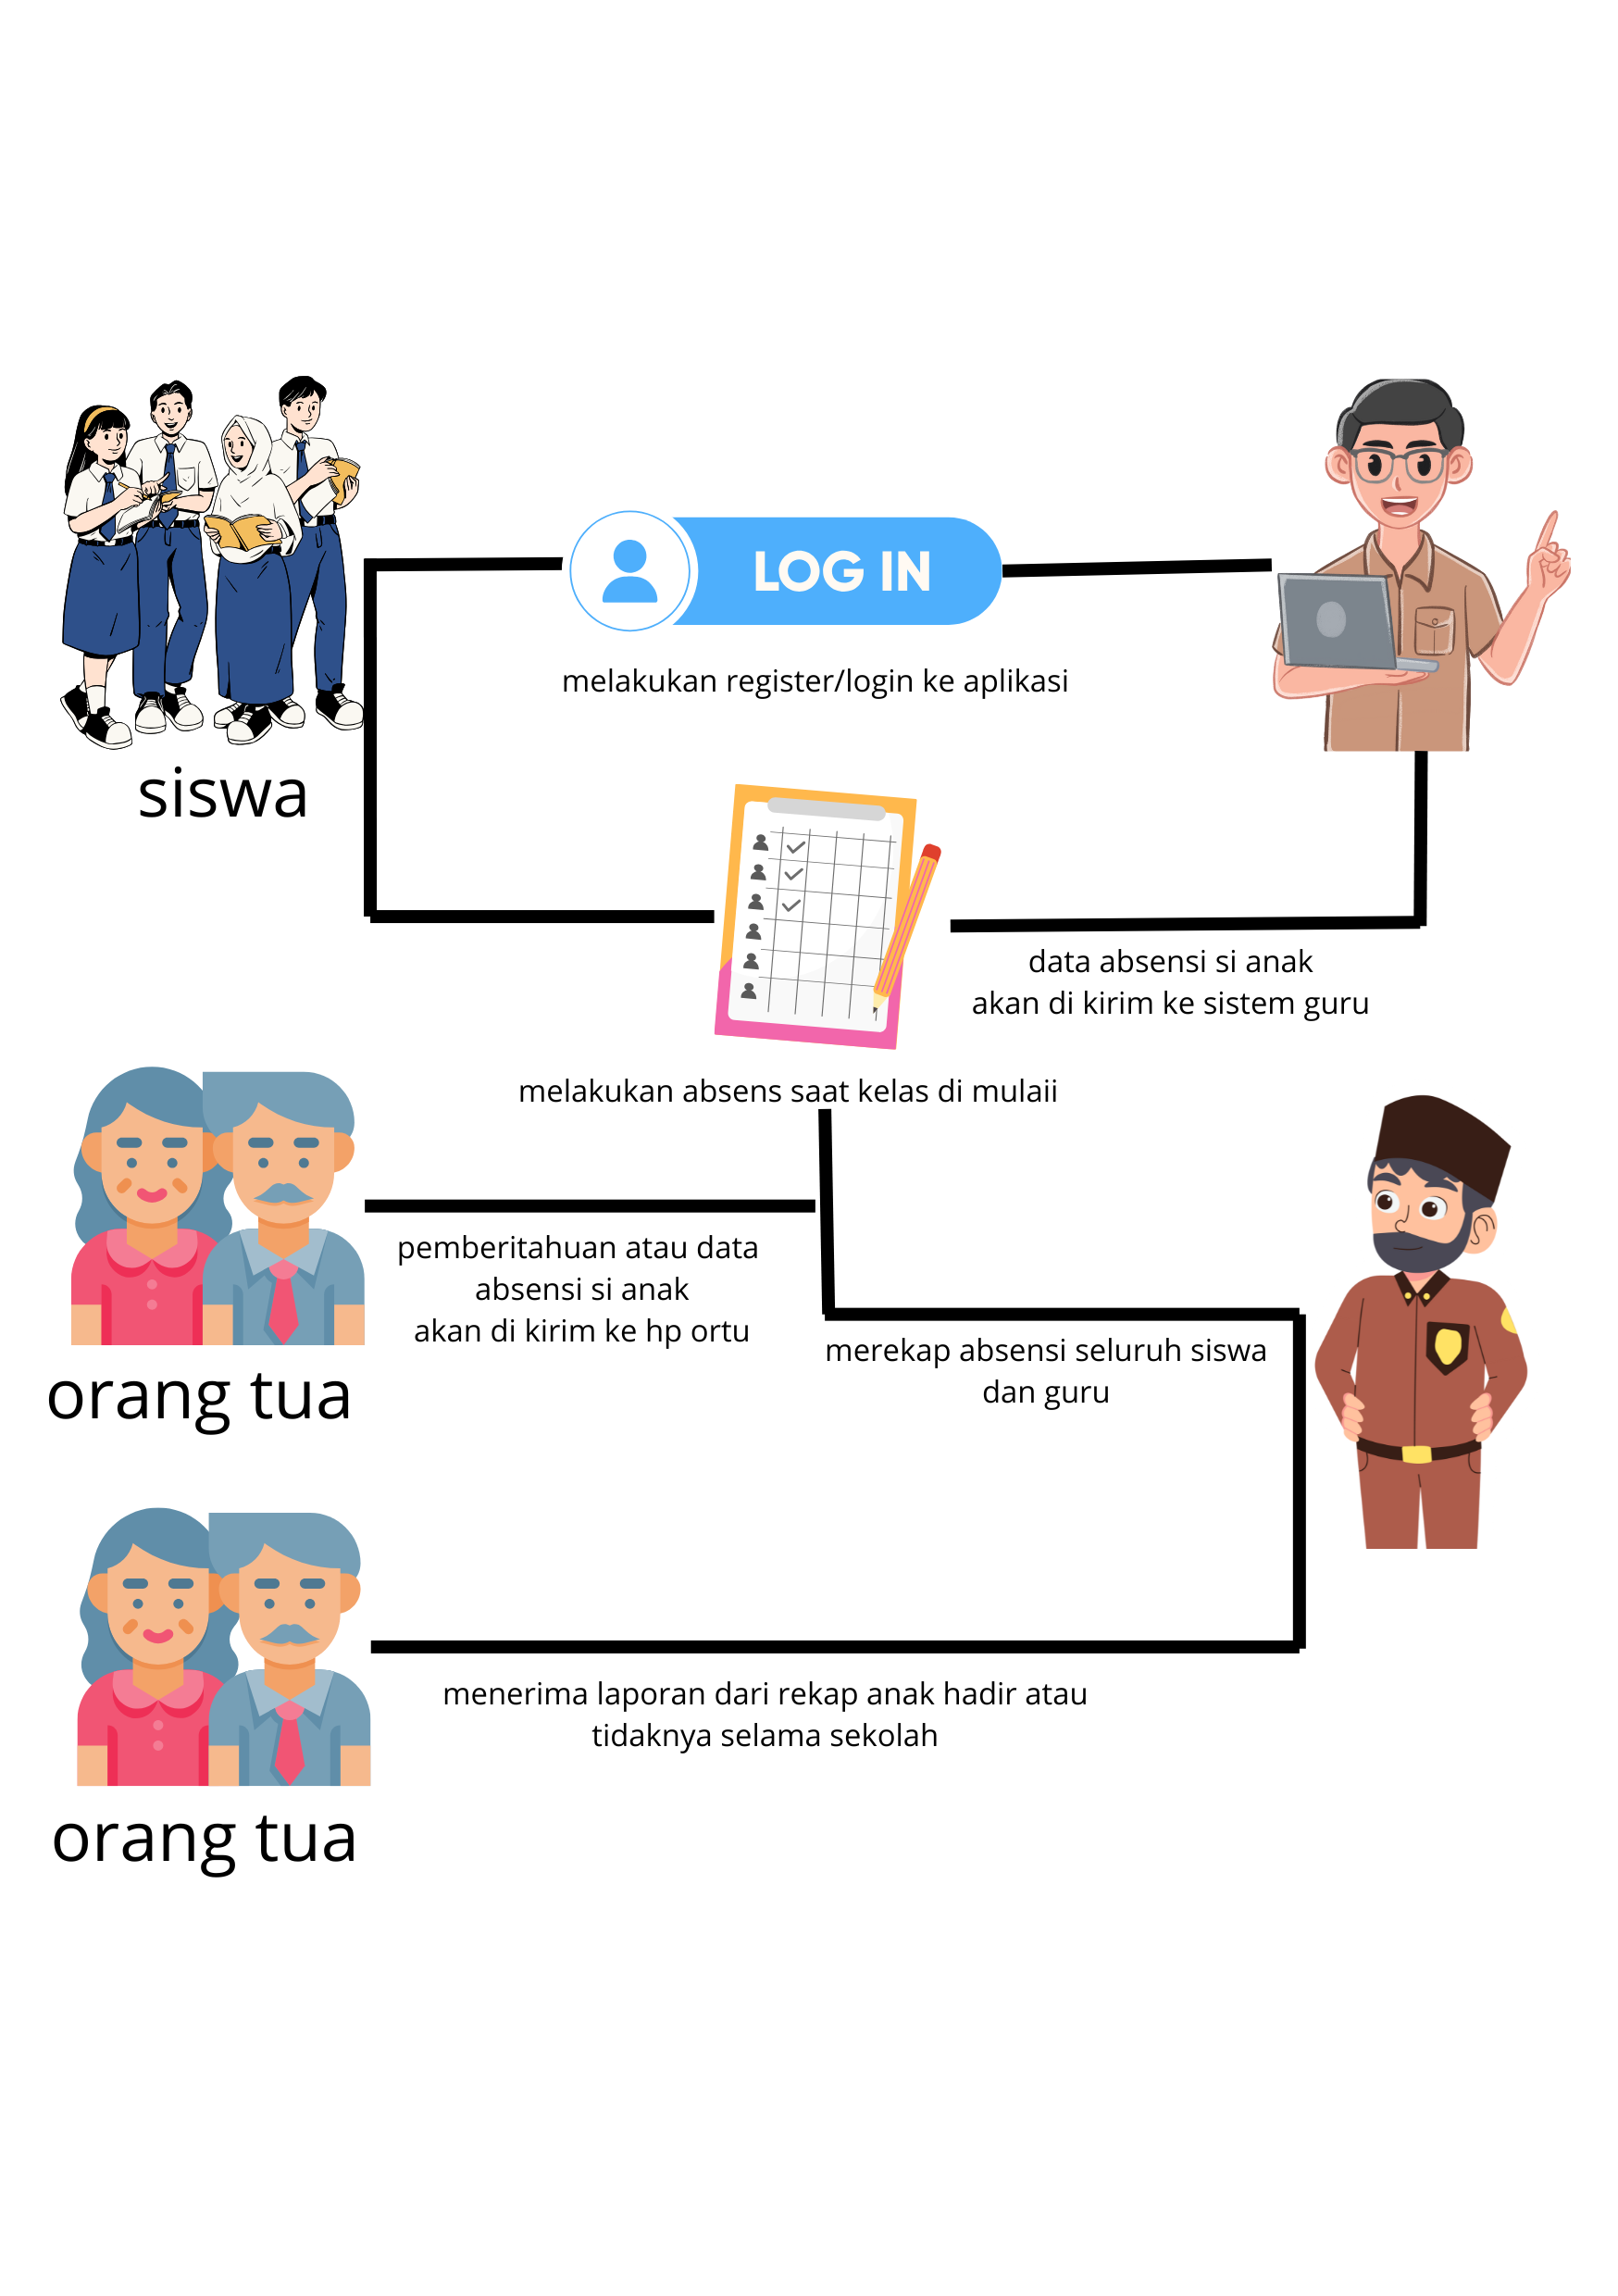 LOG IN
melakukan register/login ke aplikasi
siswa
data absensi si anak
akan di kirim ke sistem guru
melakukan absens saat kelas di mulaii
pemberitahuan atau data
absensi si anak
akan di kirim ke hp ortu
merekap absensi seluruh siswa
dan guru
orang tua
menerima laporan dari rekap anak hadir atau
tidaknya selama sekolah
orang tua